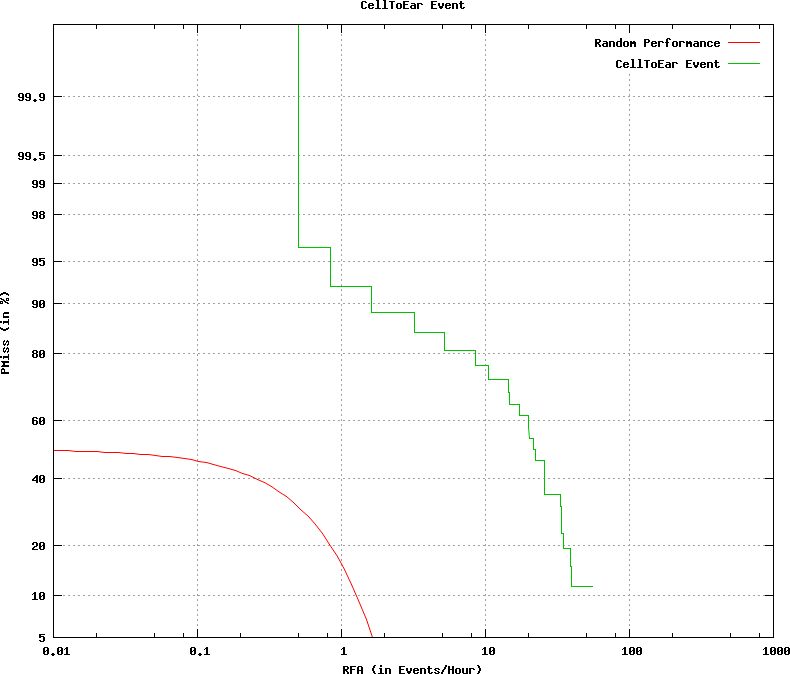 CellToEar Event
Random Performance
CellToEar Event
99.9
99.5
99
98
95
90
80
60
40
20
10
5
PMiss (in %)
0.01 0.1 1 10 100 1000
RFA (in Events/Hour)